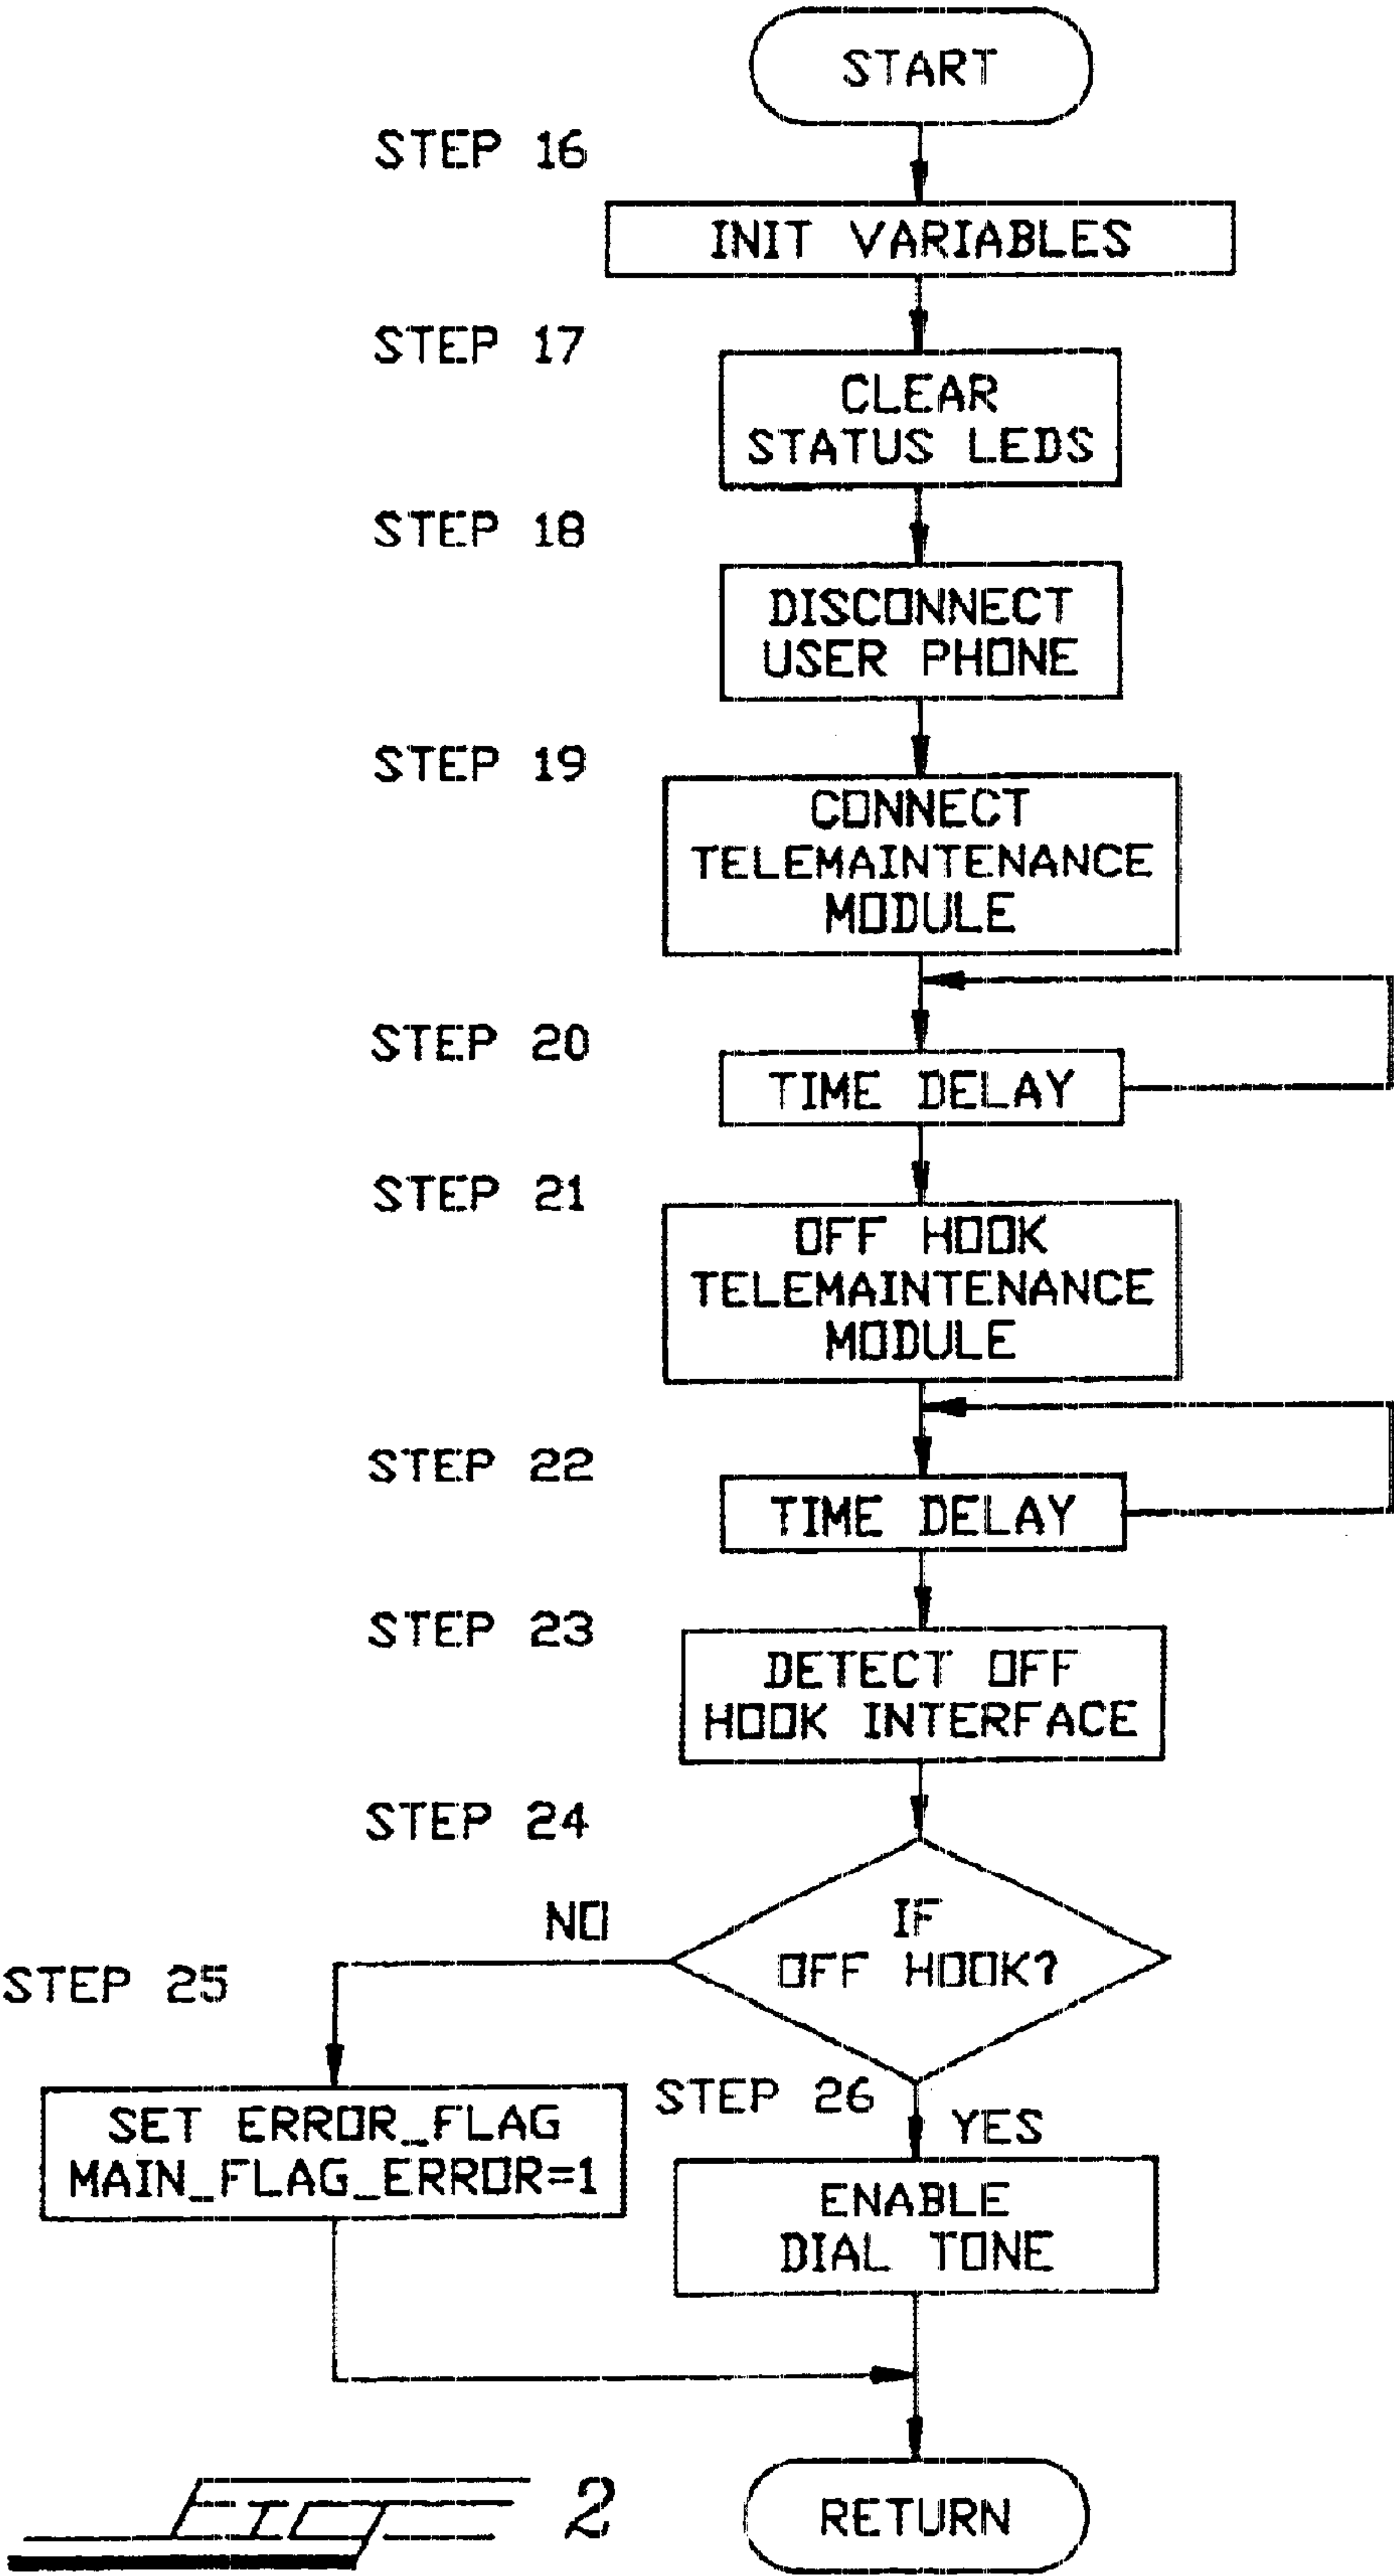 START
STEP 16
INIT VARIABLES
STEP 17
CLEAR
STATUS LEDS
STEP 18
DISCONNECT
USER PHONE
STEP 19
CONNECT
TELEMAINTENANCE
MODULE
STEP 20
TIME DELAY
STEP 21
OFF HOOK
TELEMAINTENANCE
MODULE
STEP 22
TIME DELAY
STEP 23
DETECT OFF
HOOK INTERFACE
STEP 24
IF
OFF HOOK?
NO
STEP 25
SET ERROR_FLAG
MAIN_FLAG_ERROR=1
STEP 26
YES
ENABLE
DIAL TONE
RETURN
FIG 2